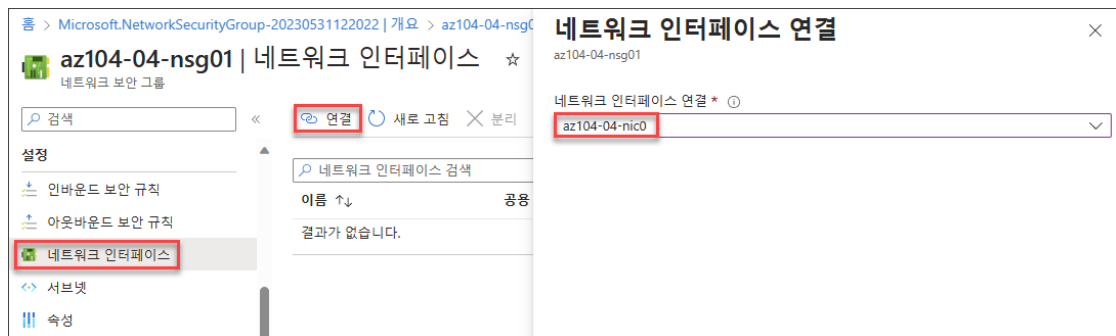 홈 > Microsoft.NetworkSecurityGroup-20230531122022 | 개요 > az104-04-nsg0
az104-04-nsg01 | 네트워크 인터페이스
네트워크 보안 그룹
검색
연결 새로 고침 분리
설정
인바운드 보안 규칙
아웃바운드 보안 규칙
네트워크 인터페이스
서브넷
속성
네트워크 인터페이스 검색
이름 ↑↓ 공용
결과가 없습니다.
네트워크 인터페이스 연결
az104-04-nsg01
네트워크 인터페이스 연결 *
az104-04-nic0